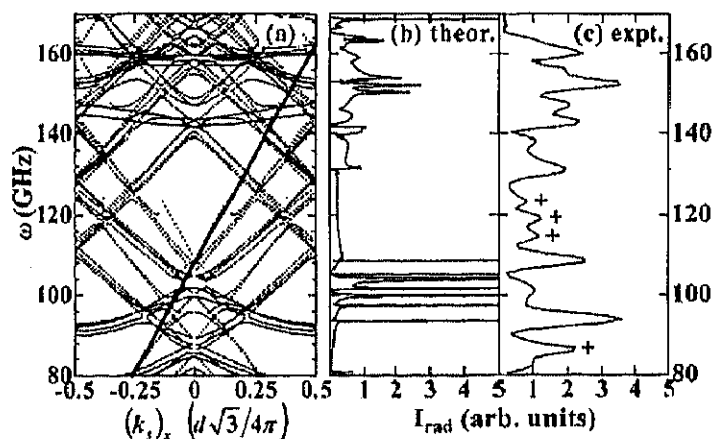 (a) (b) theor. (c) expt.
160 160
140 140
120 120
100 100
80 80
ω (GHz)
+
+
+
+
-0.5 -0.25 0 0.25 0.5 1 2 3 4 5 1 2 3 4 5
(k_s)_x (d√3/4π) I_rad (arb. units)